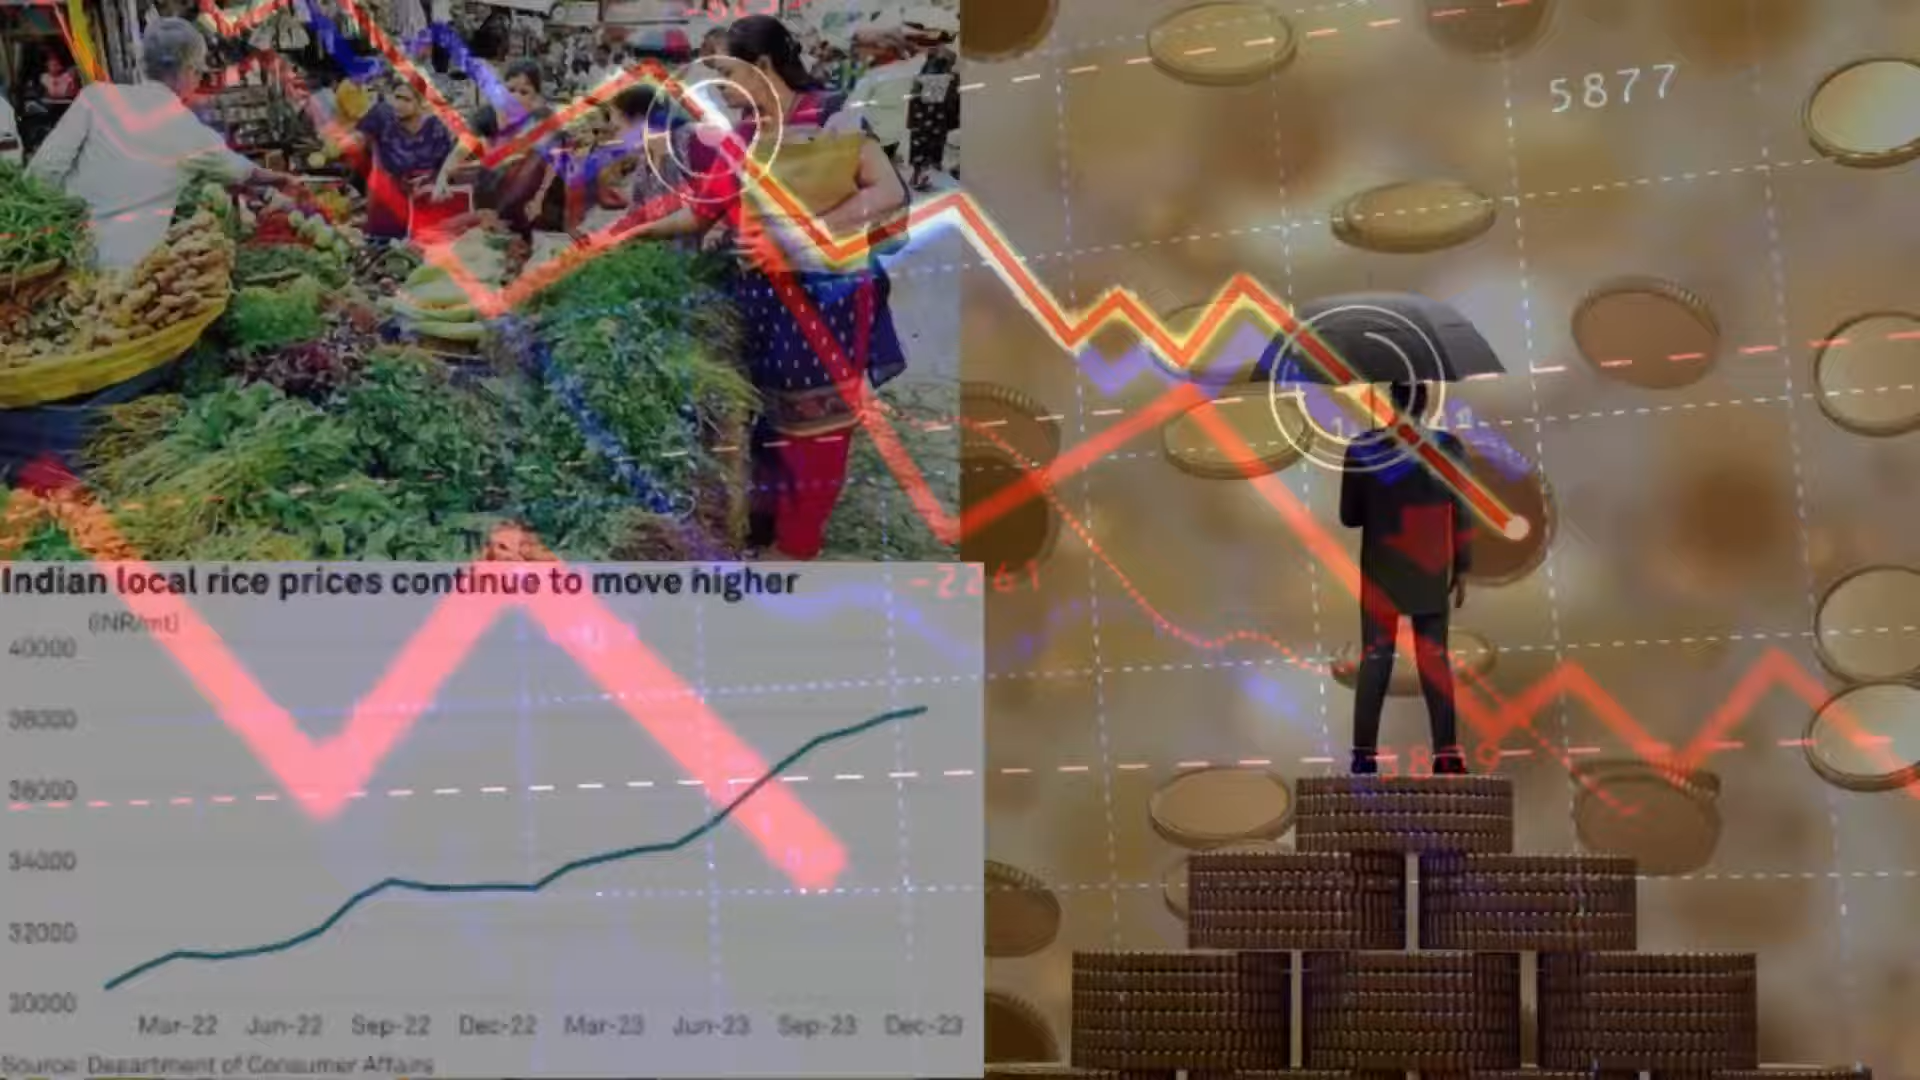 5877
-2261
Indian local rice prices continue to move higher
(INR/mt)
40000
38000
36000
34000
32000
30000
Mar-22 Jun-22 Sep-22 Dec-22 Mar-23 Jun-23 Sep-23 Dec-23
Source: Department of Consumer Affairs